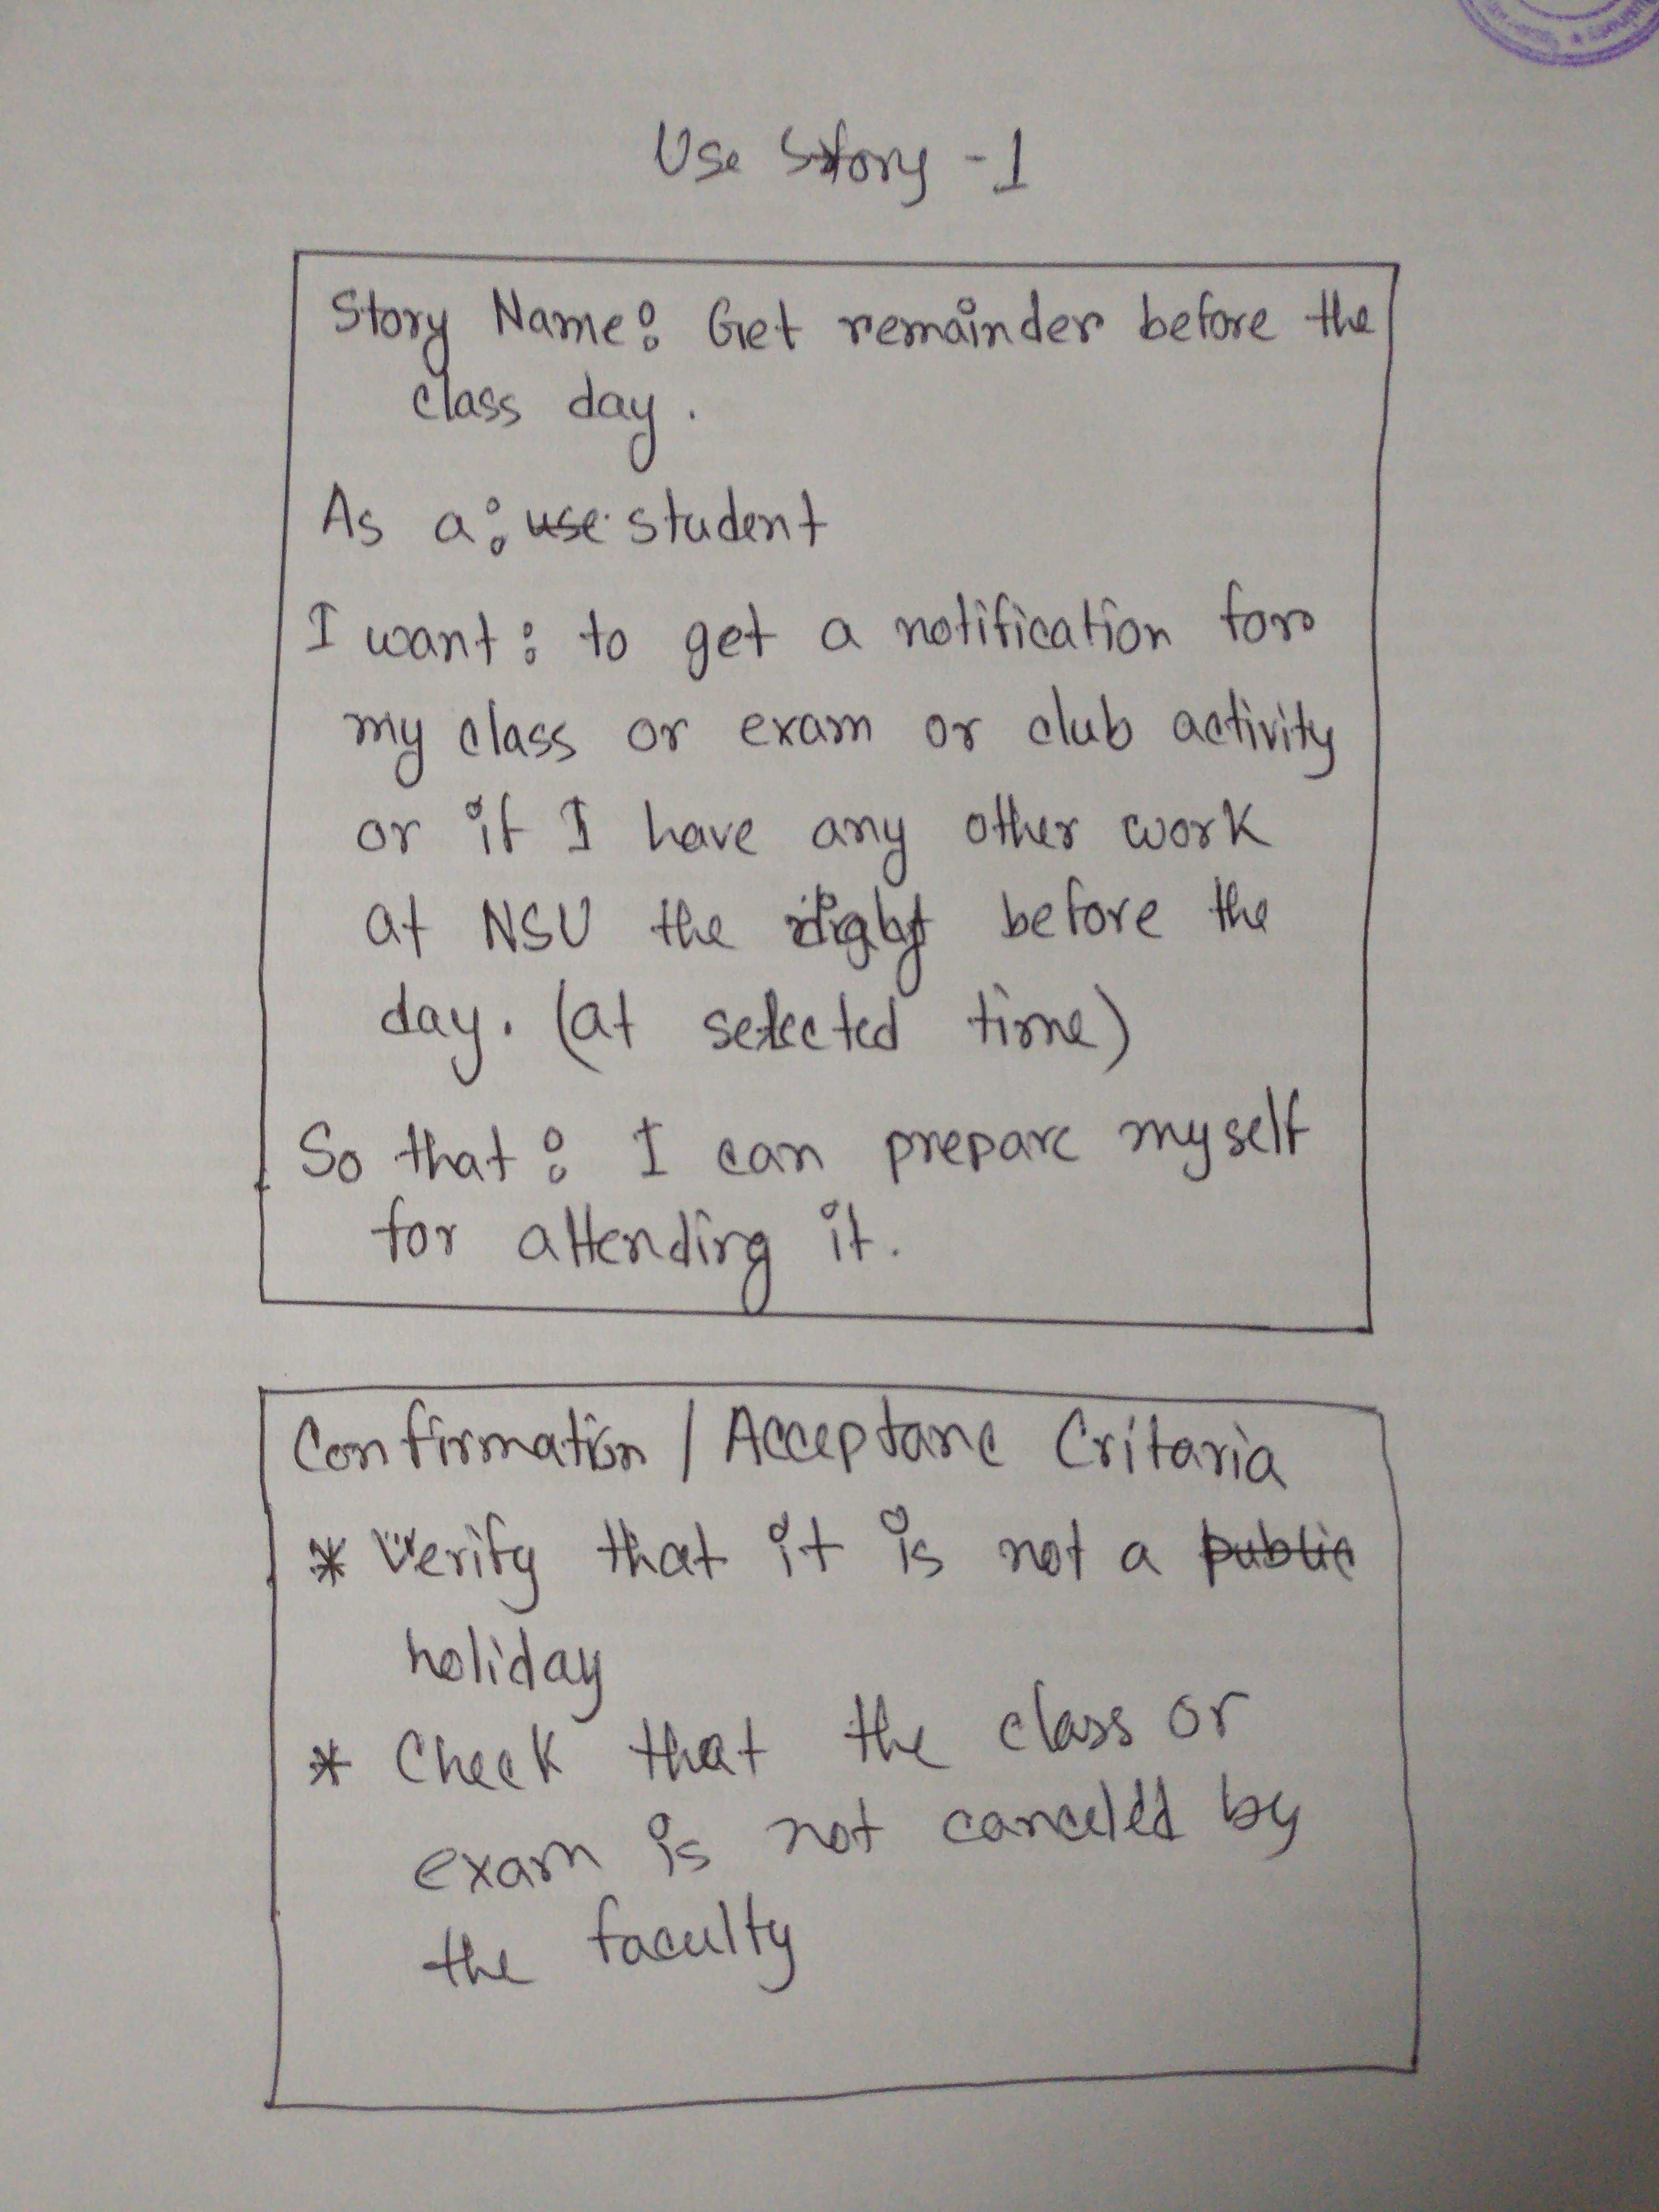 Use Story - 1
Story Name: Get remainder before the
class day.
As a: use student
I want: to get a notification for
my class or exam or club activity
or if I have any other work
at NSU the before the
day. (at selected time)
So that: I can prepare myself
for attending it.
Confirmation / Acceptance Critaria
* Verify that it is not a public
holiday
* Check that the class or
exam is not canceled by
the faculty